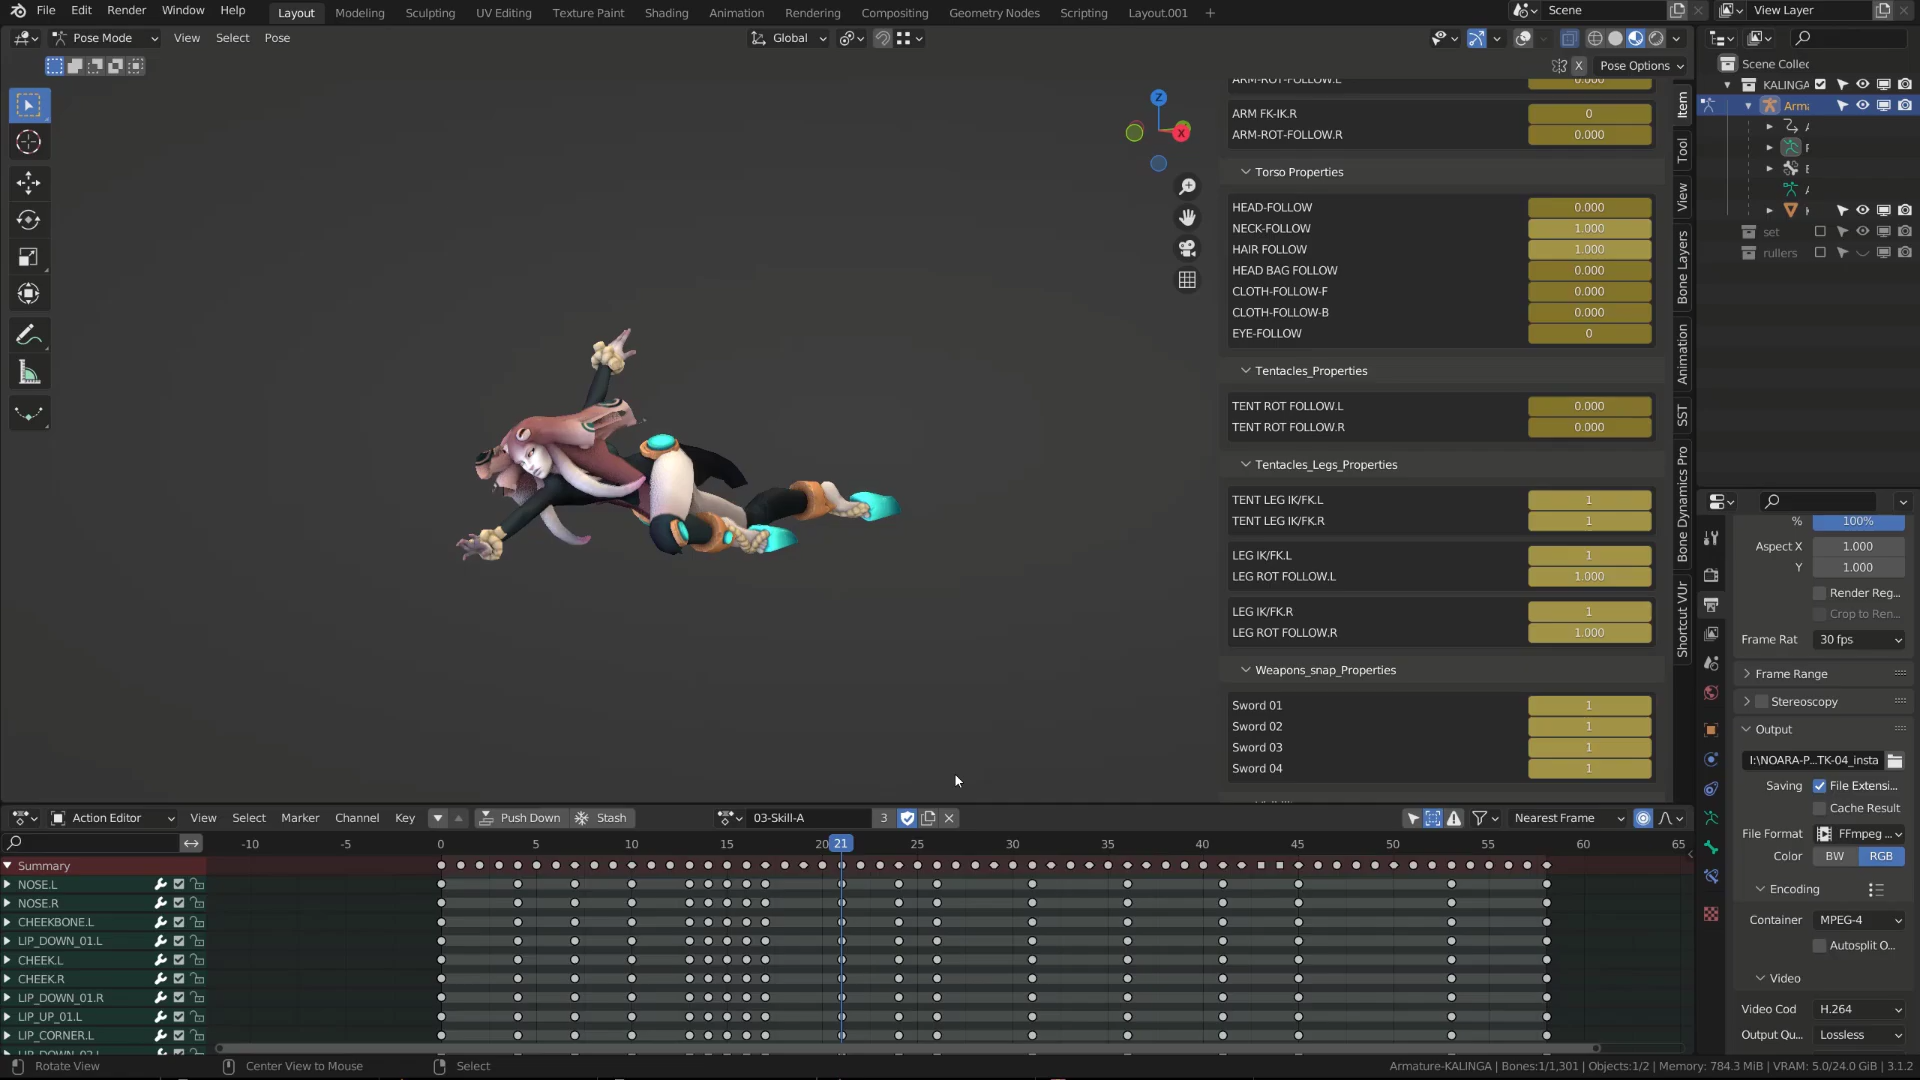 File Edit Render Window Help Layout Modeling Sculpting UV Editing Texture Paint Shading Animation Rendering Compositing Geometry Nodes Scripting Layout.001 + Scene View Layer
Pose Mode View Select Pose Global
X Pose Options
Scene Collec
KALINGA
Arma
set
rullers
Z
X
Item
Tool
View
Bone Layers
Animation
SST
Bone Dynamics Pro
Shortcut VUr
ARM-ROT-FOLLOW.L 0.000
ARM FK-IK.R 0
ARM-ROT-FOLLOW.R 0.000
Torso Properties
HEAD-FOLLOW 0.000
NECK-FOLLOW 1.000
HAIR FOLLOW 1.000
HEAD BAG FOLLOW 0.000
CLOTH-FOLLOW-F 0.000
CLOTH-FOLLOW-B 0.000
EYE-FOLLOW 0
Tentacles_Properties
TENT ROT FOLLOW.L 0.000
TENT ROT FOLLOW.R 0.000
Tentacles_Legs_Properties
TENT LEG IK/FK.L 1
TENT LEG IK/FK.R 1
LEG IK/FK.L 1
LEG ROT FOLLOW.L 1.000
LEG IK/FK.R 1
LEG ROT FOLLOW.R 1.000
Weapons_snap_Properties
Sword 01 1
Sword 02 1
Sword 03 1
Sword 04 1
% 100%
Aspect X 1.000
Y 1.000
Render Reg...
Crop to Ren...
Frame Rat 30 fps
Frame Range
Stereoscopy
Output
I:\NOARA-P...TK-04_insta
Saving File Extensi...
Cache Result
File Format FFmpeg ...
Color BW RGB
Encoding
Container MPEG-4
Autosplit O...
Video
Video Cod H.264
Output Qu... Lossless
Action Editor View Select Marker Channel Key Push Down Stash 03-Skill-A 3 Nearest Frame
-10 -5 0 5 10 15 20 21 25 30 35 40 45 50 55 60 65
Summary
NOSE.L
NOSE.R
CHEEKBONE.L
LIP_DOWN_01.L
CHEEK.L
CHEEK.R
LIP_DOWN_01.R
LIP_UP_01.L
LIP_CORNER.L
Rotate View Center View to Mouse Select Armature-KALINGA | Bones:1/1,301 | Objects:1/2 | Memory: 784.3 MiB | VRAM: 5.0/24.0 GiB | 3.1.2